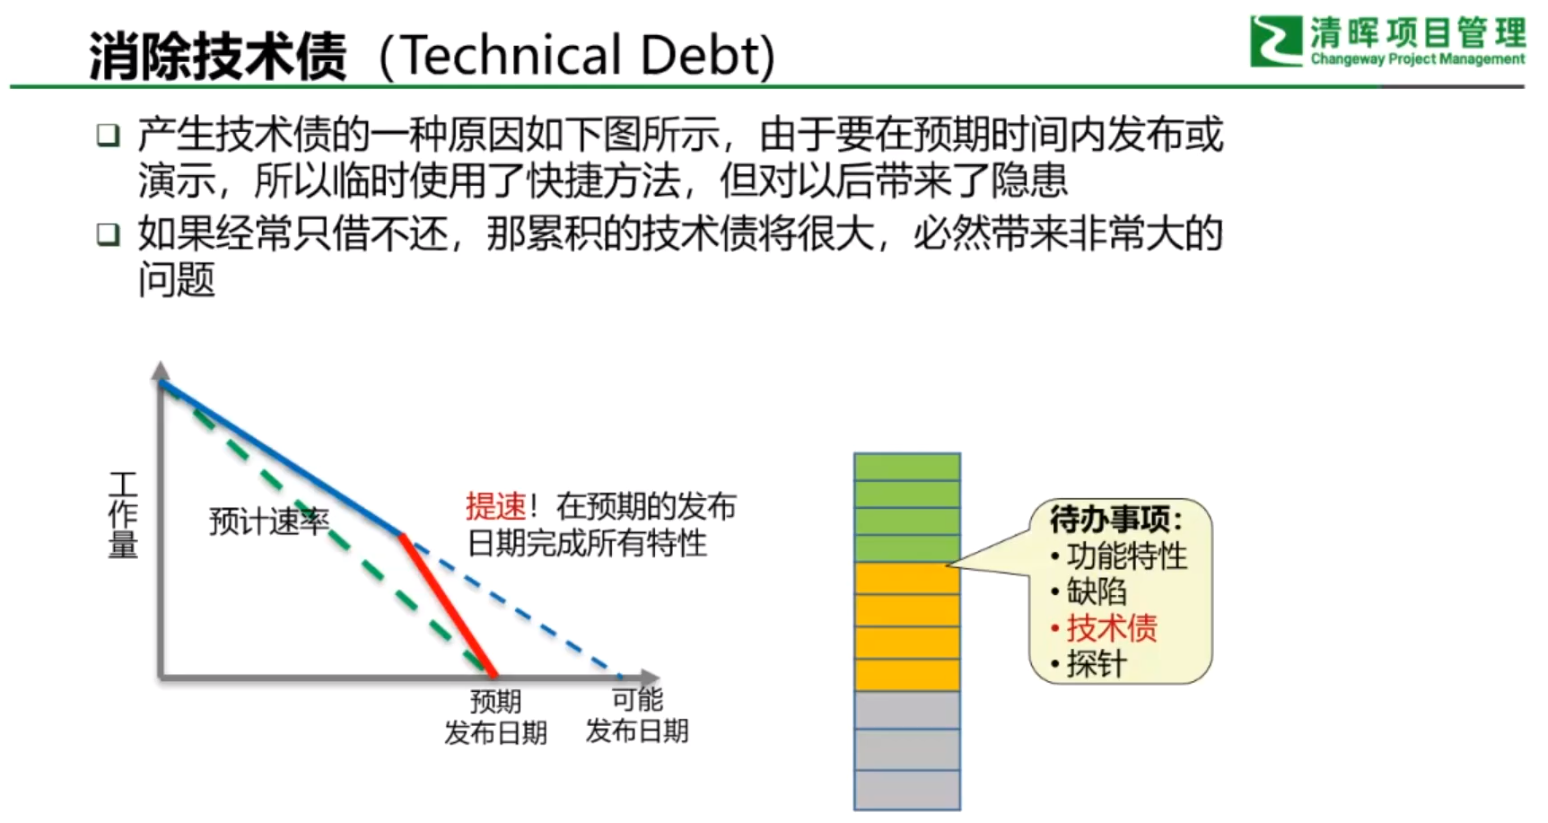 消除技术债（Technical Debt)
清晖项目管理
Changeway Project Management
❑ 产生技术债的一种原因如下图所示，由于要在预期时间内发布或
演示，所以临时使用了快捷方法，但对以后带来了隐患
❑ 如果经常只借不还，那累积的技术债将很大，必然带来非常大的
问题
工作量
预计速率
提速！在预期的发布
日期完成所有特性
预期
发布日期
可能
发布日期
待办事项：
• 功能特性
• 缺陷
• 技术债
• 探针